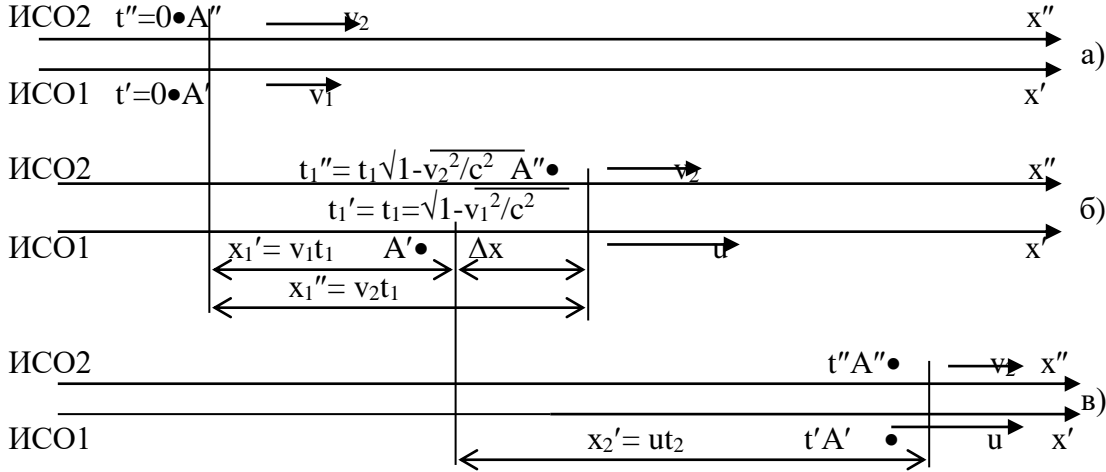 ИСО2 t″=0●A″ v₂ x″
а)
ИСО1 t′=0●A′ v₁ x′
ИСО2 t₁″= t₁√1-v₂²/c² A″● v₂ x″
t₁′= t₁=√1-v₁²/c²
б)
ИСО1 x₁′= v₁t₁ A′● Δx u x′
x₁″= v₂t₁
ИСО2 t″A″● v₂ x″
в)
ИСО1 x₂′= ut₂ t′A′ ● u x′